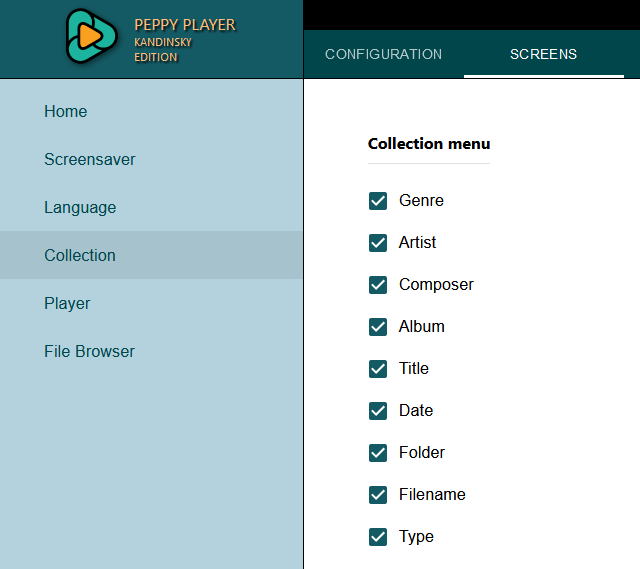 PEPPY PLAYER
KANDINSKY
EDITION
CONFIGURATION
SCREENS
Home
Screensaver
Language
Collection
Player
File Browser
Collection menu
Genre
Artist
Composer
Album
Title
Date
Folder
Filename
Type